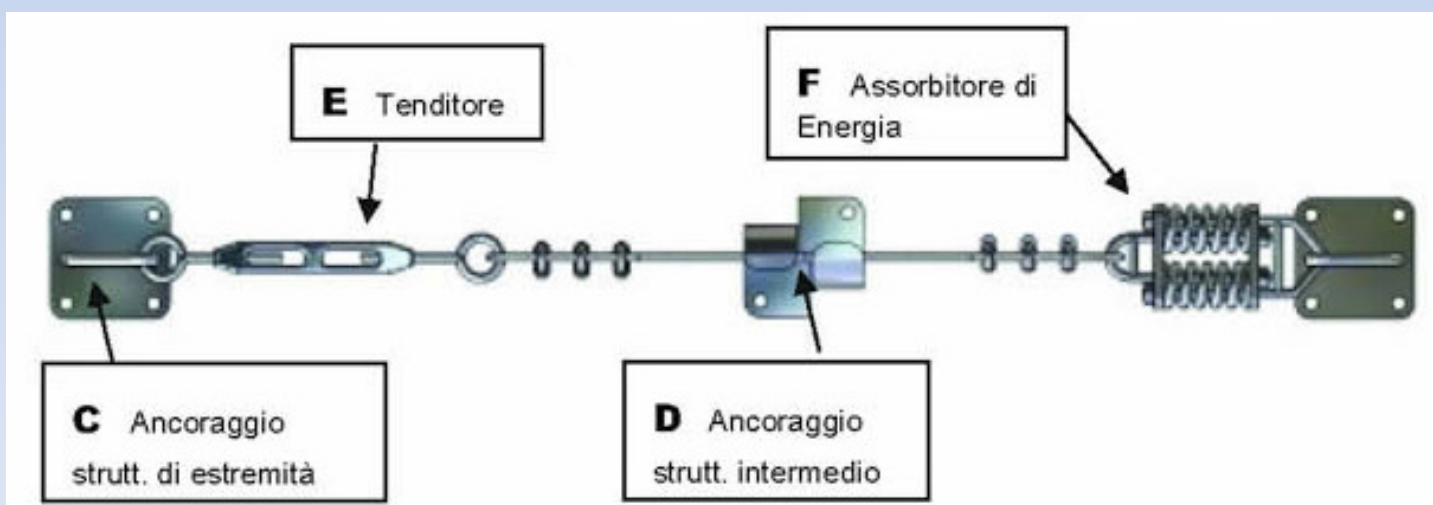 E Tenditore
F Assorbitore di
Energia
C Ancoraggio
strutt. di estremità
D Ancoraggio
strutt. intermedio